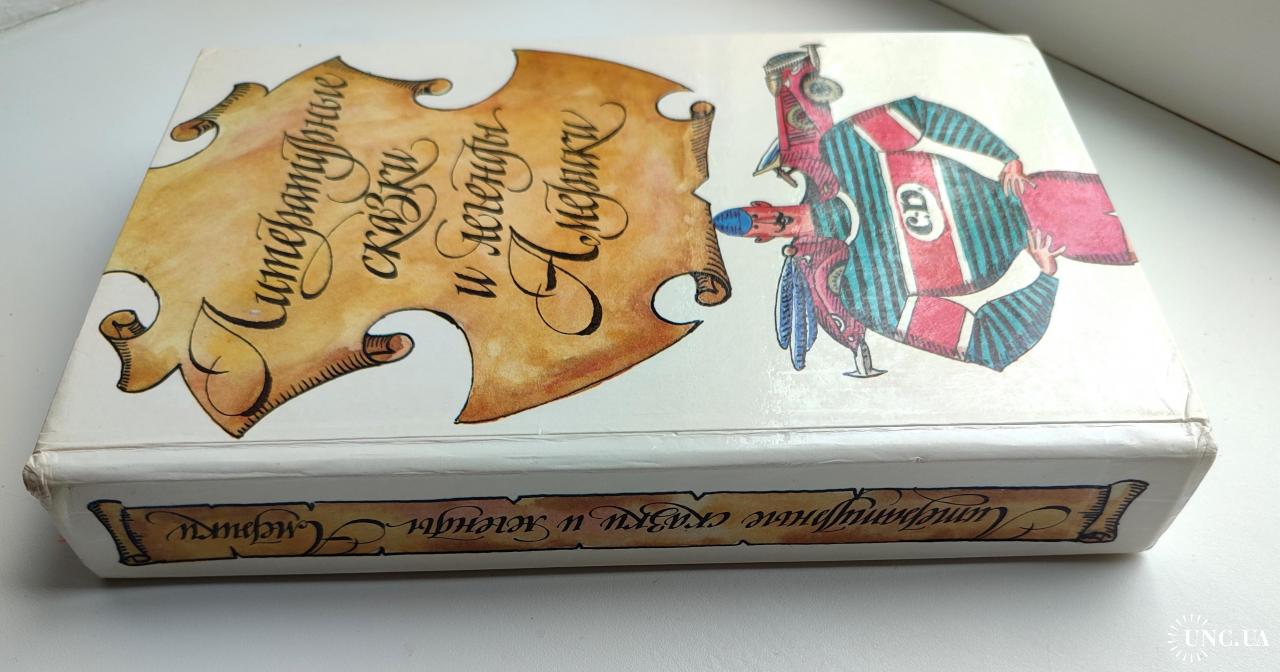 Литературные
сказки
и легенды
Америки
C.D.
Литературные сказки и легенды Америки
UNC.UA